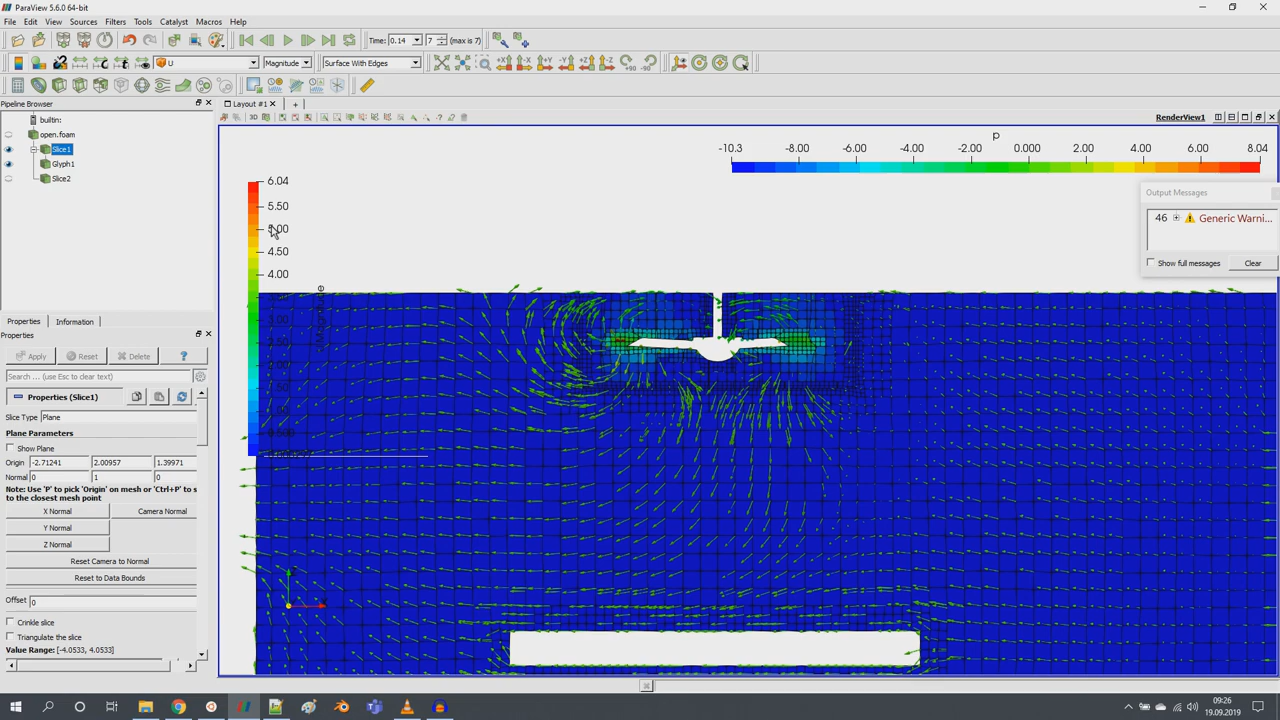 ParaView 5.6.0 64-bit
File Edit View Sources Filters Tools Catalyst Macros Help
Time: 0.14 7 (max is 7)
U Magnitude Surface With Edges
Pipeline Browser
Layout #1
builtin:
open.foam
Slice1
Glyph1
Slice2
3D
RenderView1
p
-10.3 -8.00 -6.00 -4.00 -2.00 0.000 2.00 4.00 6.00 8.04
6.04
5.50
5.00
4.50
4.00
Output Messages
46 Generic Warni...
Show full messages Clear
Properties Information
Properties
Apply Reset Delete ?
Search ... (use Esc to clear text)
Properties (Slice1)
Slice Type Plane
Plane Parameters
Show Plane
Origin -2.71241 2.00957 1.39971
Normal 0 1 0
Note: Use 'P' to pick 'Origin' on mesh or 'Ctrl+P' to s
to the closest mesh point
X Normal Camera Normal
Y Normal
Z Normal
Reset Camera to Normal
Reset to Data Bounds
Offset 0
Crinkle slice
Triangulate the slice
Value Range: [-4.0533, 4.0533]
09:26
19.09.2019